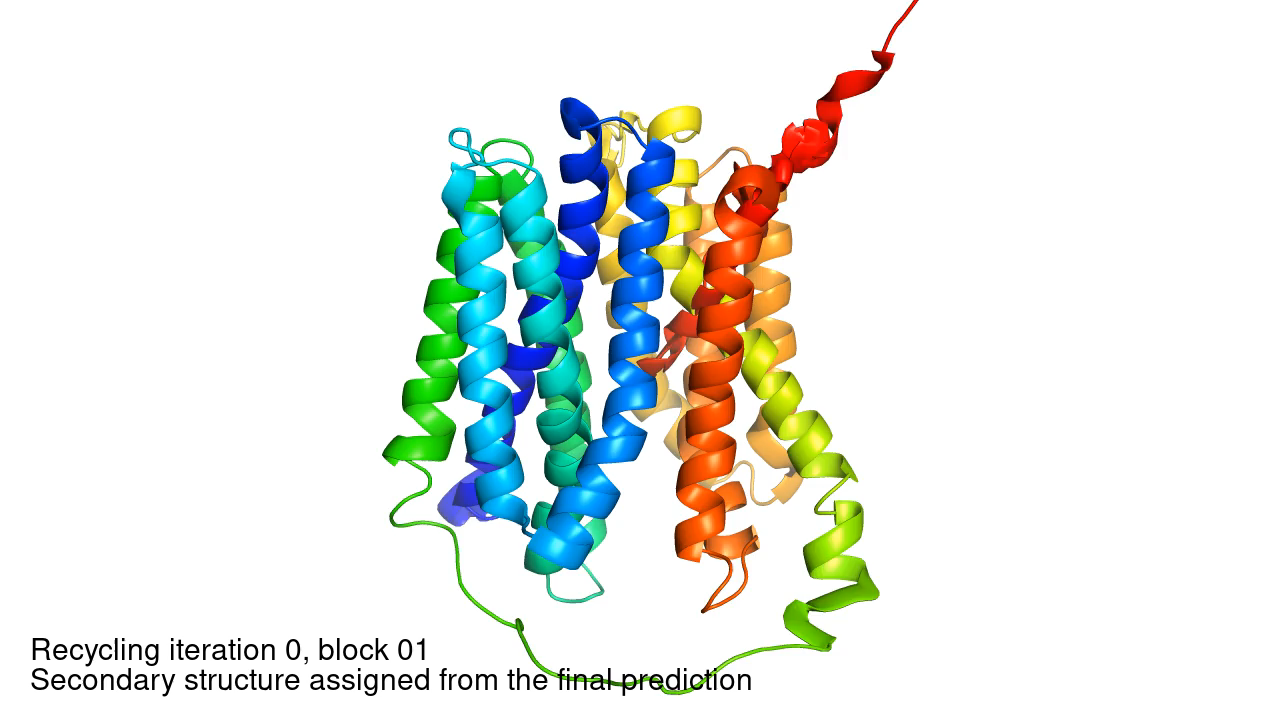 Recycling iteration 0, block 01
Secondary structure assigned from the final prediction